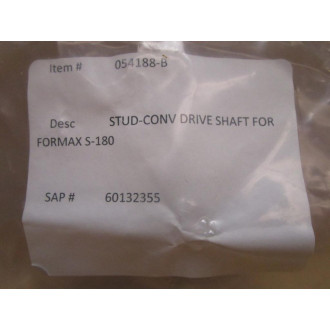 Item # 054188-B
Desc STUD-CONV DRIVE SHAFT FOR
FORMAX S-180
SAP # 60132355